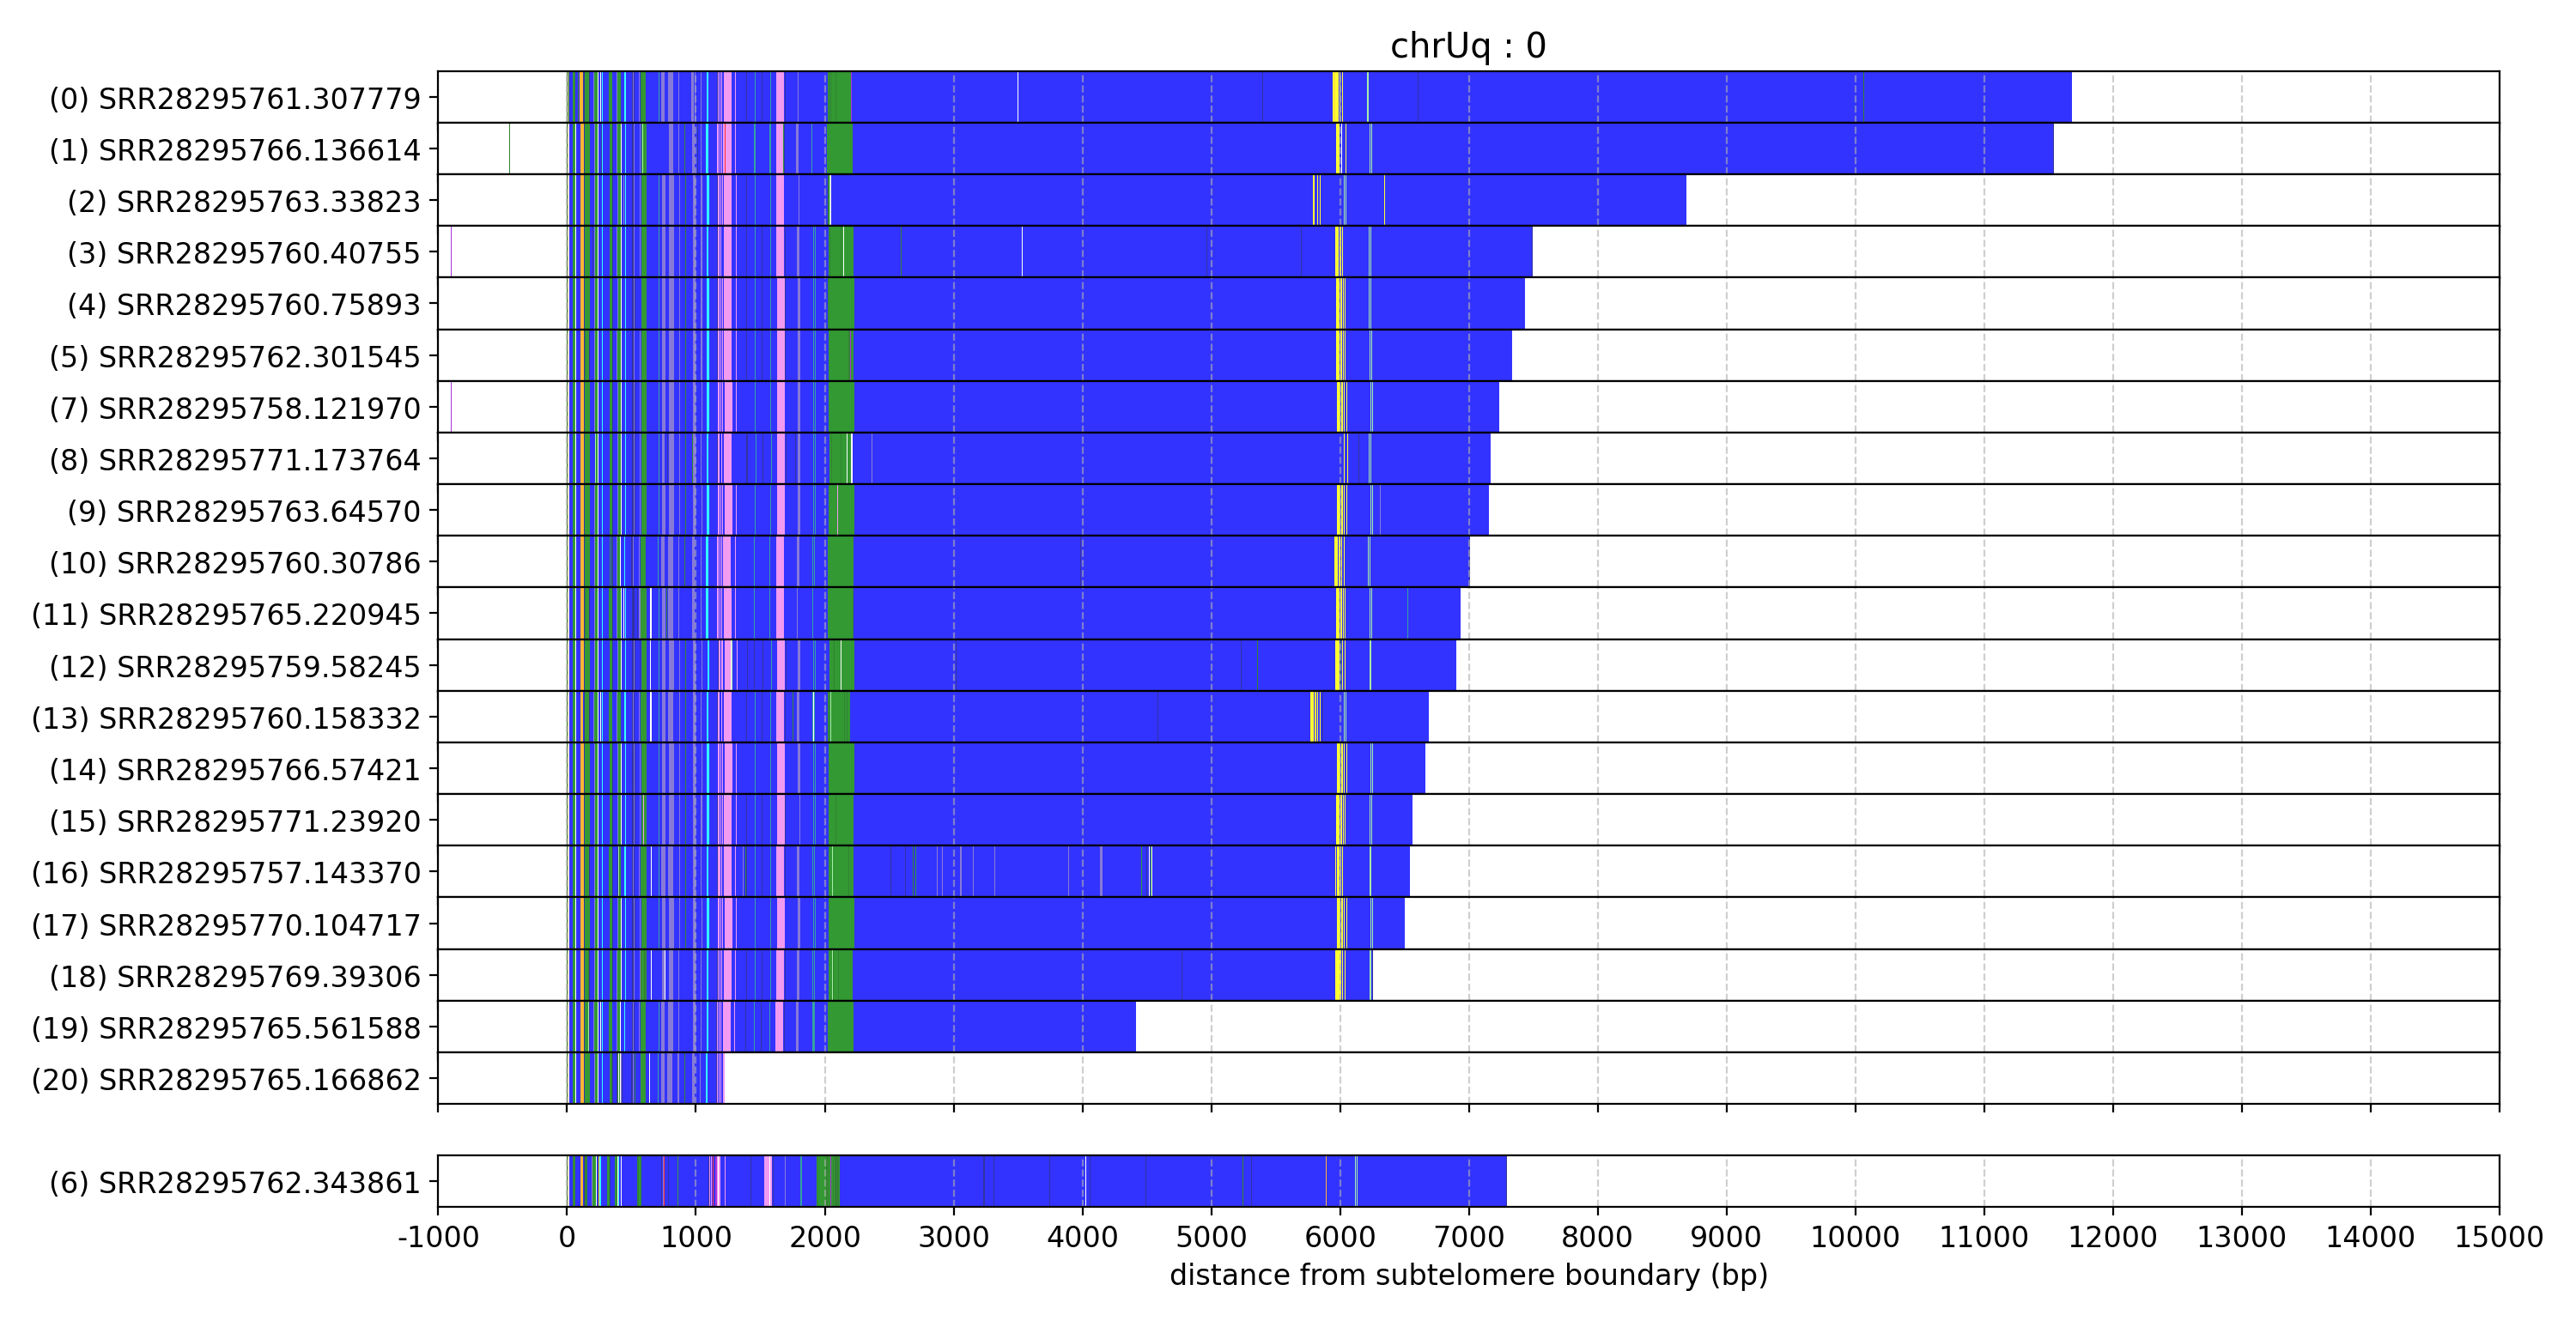 chrUq : 0
(0) SRR28295761.307779
(1) SRR28295766.136614
(2) SRR28295763.33823
(3) SRR28295760.40755
(4) SRR28295760.75893
(5) SRR28295762.301545
(7) SRR28295758.121970
(8) SRR28295771.173764
(9) SRR28295763.64570
(10) SRR28295760.30786
(11) SRR28295765.220945
(12) SRR28295759.58245
(13) SRR28295760.158332
(14) SRR28295766.57421
(15) SRR28295771.23920
(16) SRR28295757.143370
(17) SRR28295770.104717
(18) SRR28295769.39306
(19) SRR28295765.561588
(20) SRR28295765.166862
(6) SRR28295762.343861
-1000 0 1000 2000 3000 4000 5000 6000 7000 8000 9000 10000 11000 12000 13000 14000 15000
distance from subtelomere boundary (bp)